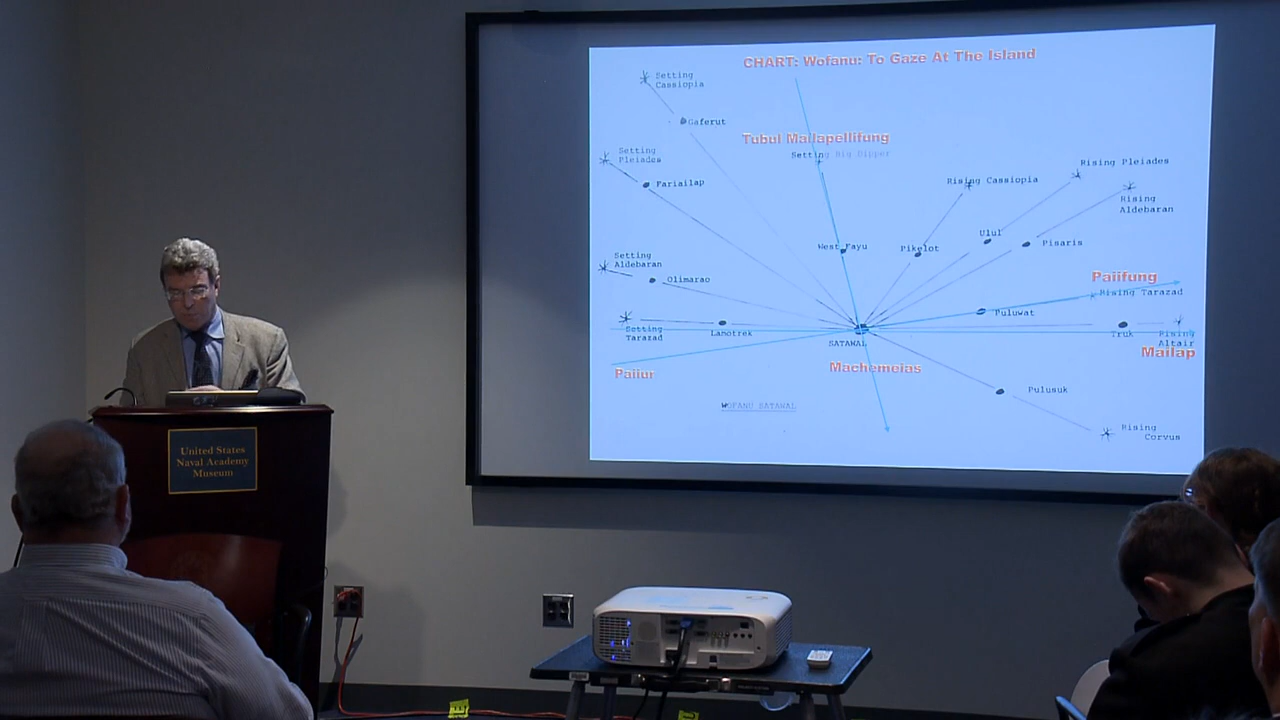 CHART: Wofanu: To Gaze At The Island
Setting
Cassiopia
Gaferut
Tubul Mailapellifung
Setting Big Dipper
Setting
Pleiades
Fariailap
Rising Pleiades
Rising Cassiopia
Rising
Aldebaran
West Fayu
Pikelot
Ulul
Pisaris
Setting
Aldebaran
Olimarao
Paiifung
Rising Tarazad
Puluwat
Setting
Tarazad
Lamotrek
SATAWAL
Truk
Rising
Altair
Mailap
Paiiur
Machemeias
Pulusuk
WOFANU SATAWAL
Rising
Corvus
United States
Naval Academy
Museum